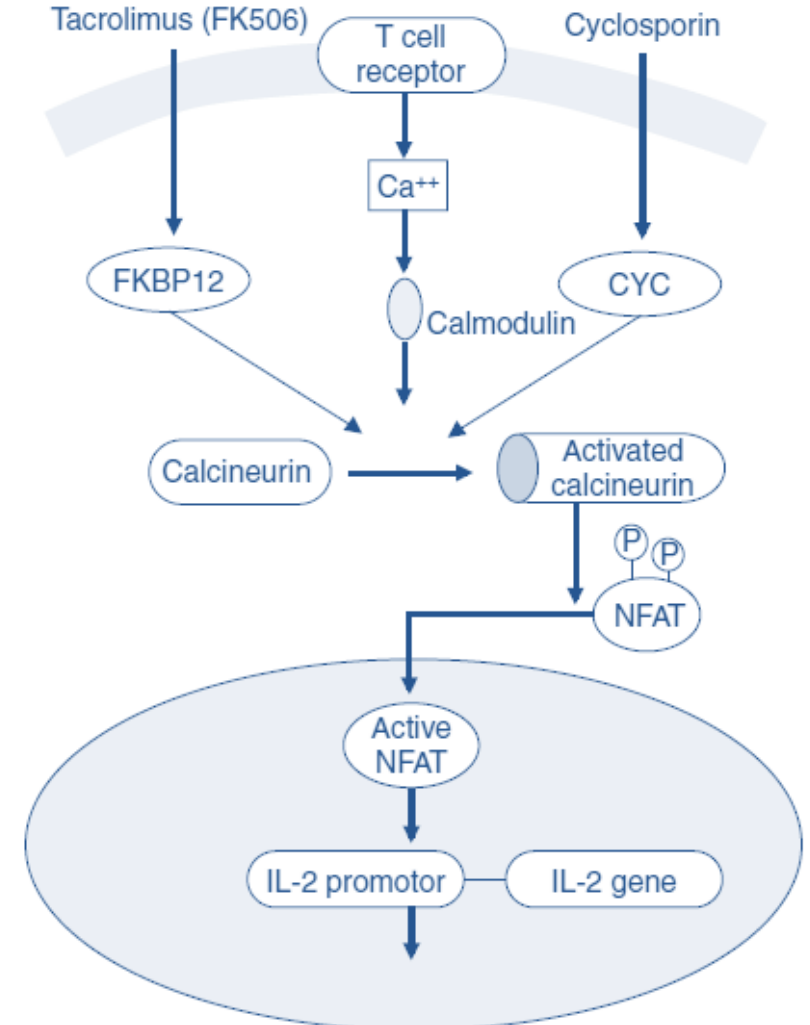 Tacrolimus (FK506)
T cell
receptor
Cyclosporin
Ca++
FKBP12
CYC
Calmodulin
Calcineurin
Activated
calcineurin
P
P
NFAT
Active
NFAT
IL-2 promotor
IL-2 gene